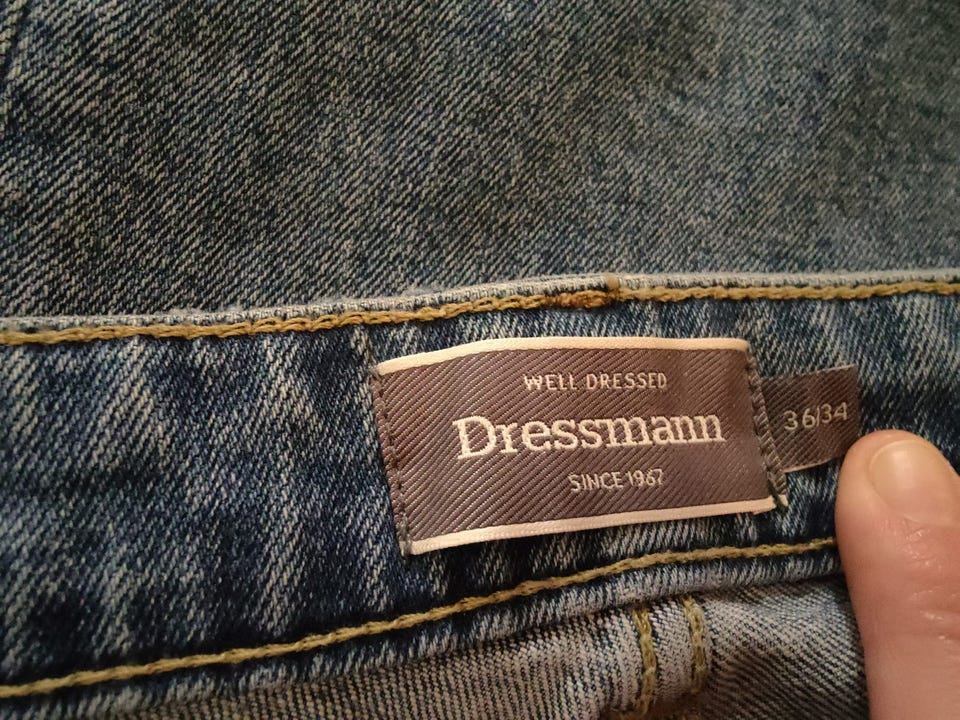 WELL DRESSED
Dressmann
SINCE 1967
36/34